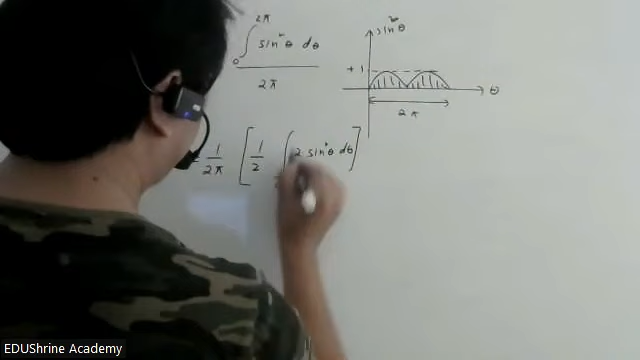 ∫₀^{2π} sin²θ dθ
2π
= 1/2π [ 1/2 ∫ 2 sin²θ dθ ]
sin²θ
+1
θ
2π
EDUShrine Academy